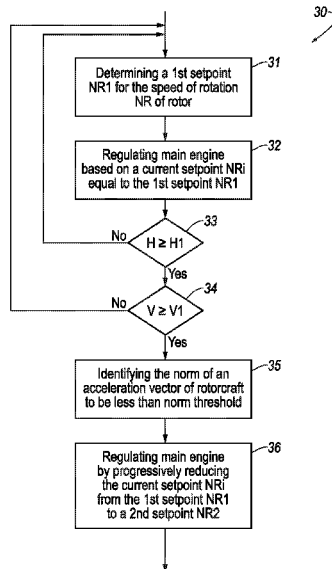 30
31
Determining a 1st setpoint
NR1 for the speed of rotation
NR of rotor
32
Regulating main engine
based on a current setpoint NRi
equal to the 1st setpoint NR1
33
No
H ≥ H1
Yes
34
No
V ≥ V1
Yes
35
Identifying the norm of an
acceleration vector of rotorcraft
to be less than norm threshold
36
Regulating main engine
by progressively reducing
the current setpoint NRi
from the 1st setpoint NR1
to a 2nd setpoint NR2